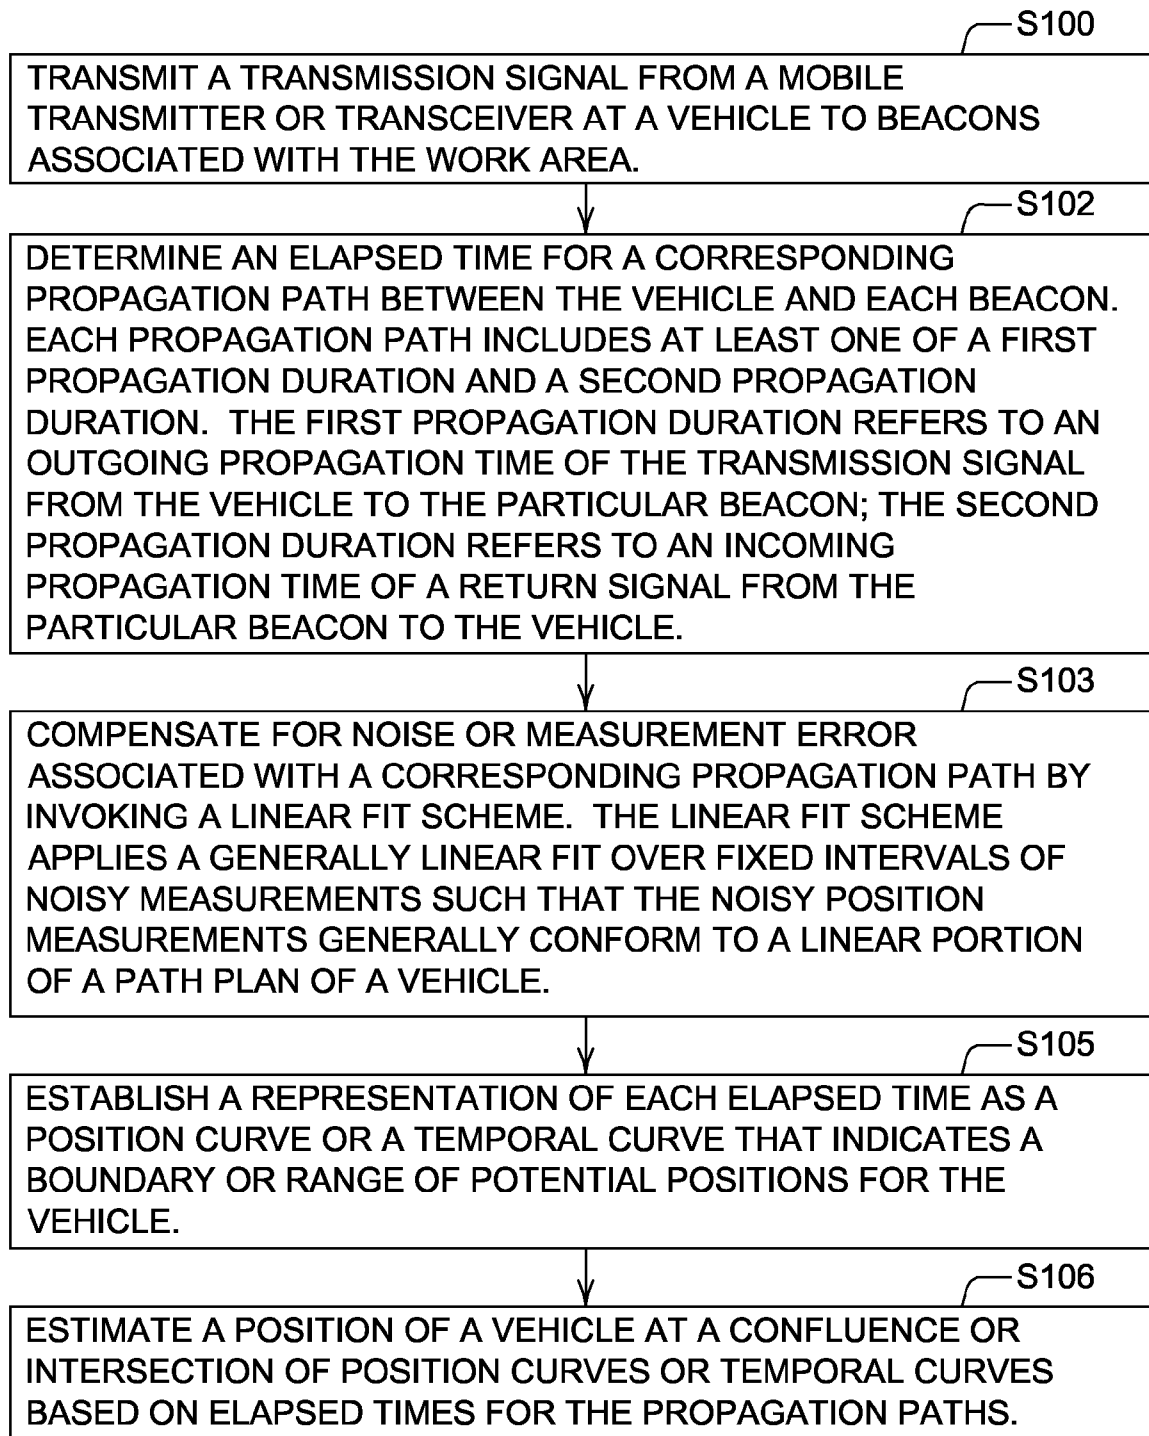 S100
TRANSMIT A TRANSMISSION SIGNAL FROM A MOBILE
TRANSMITTER OR TRANSCEIVER AT A VEHICLE TO BEACONS
ASSOCIATED WITH THE WORK AREA.
S102
DETERMINE AN ELAPSED TIME FOR A CORRESPONDING
PROPAGATION PATH BETWEEN THE VEHICLE AND EACH BEACON.
EACH PROPAGATION PATH INCLUDES AT LEAST ONE OF A FIRST
PROPAGATION DURATION AND A SECOND PROPAGATION
DURATION. THE FIRST PROPAGATION DURATION REFERS TO AN
OUTGOING PROPAGATION TIME OF THE TRANSMISSION SIGNAL
FROM THE VEHICLE TO THE PARTICULAR BEACON; THE SECOND
PROPAGATION DURATION REFERS TO AN INCOMING
PROPAGATION TIME OF A RETURN SIGNAL FROM THE
PARTICULAR BEACON TO THE VEHICLE.
S103
COMPENSATE FOR NOISE OR MEASUREMENT ERROR
ASSOCIATED WITH A CORRESPONDING PROPAGATION PATH BY
INVOKING A LINEAR FIT SCHEME. THE LINEAR FIT SCHEME
APPLIES A GENERALLY LINEAR FIT OVER FIXED INTERVALS OF
NOISY MEASUREMENTS SUCH THAT THE NOISY POSITION
MEASUREMENTS GENERALLY CONFORM TO A LINEAR PORTION
OF A PATH PLAN OF A VEHICLE.
S105
ESTABLISH A REPRESENTATION OF EACH ELAPSED TIME AS A
POSITION CURVE OR A TEMPORAL CURVE THAT INDICATES A
BOUNDARY OR RANGE OF POTENTIAL POSITIONS FOR THE
VEHICLE.
S106
ESTIMATE A POSITION OF A VEHICLE AT A CONFLUENCE OR
INTERSECTION OF POSITION CURVES OR TEMPORAL CURVES
BASED ON ELAPSED TIMES FOR THE PROPAGATION PATHS.